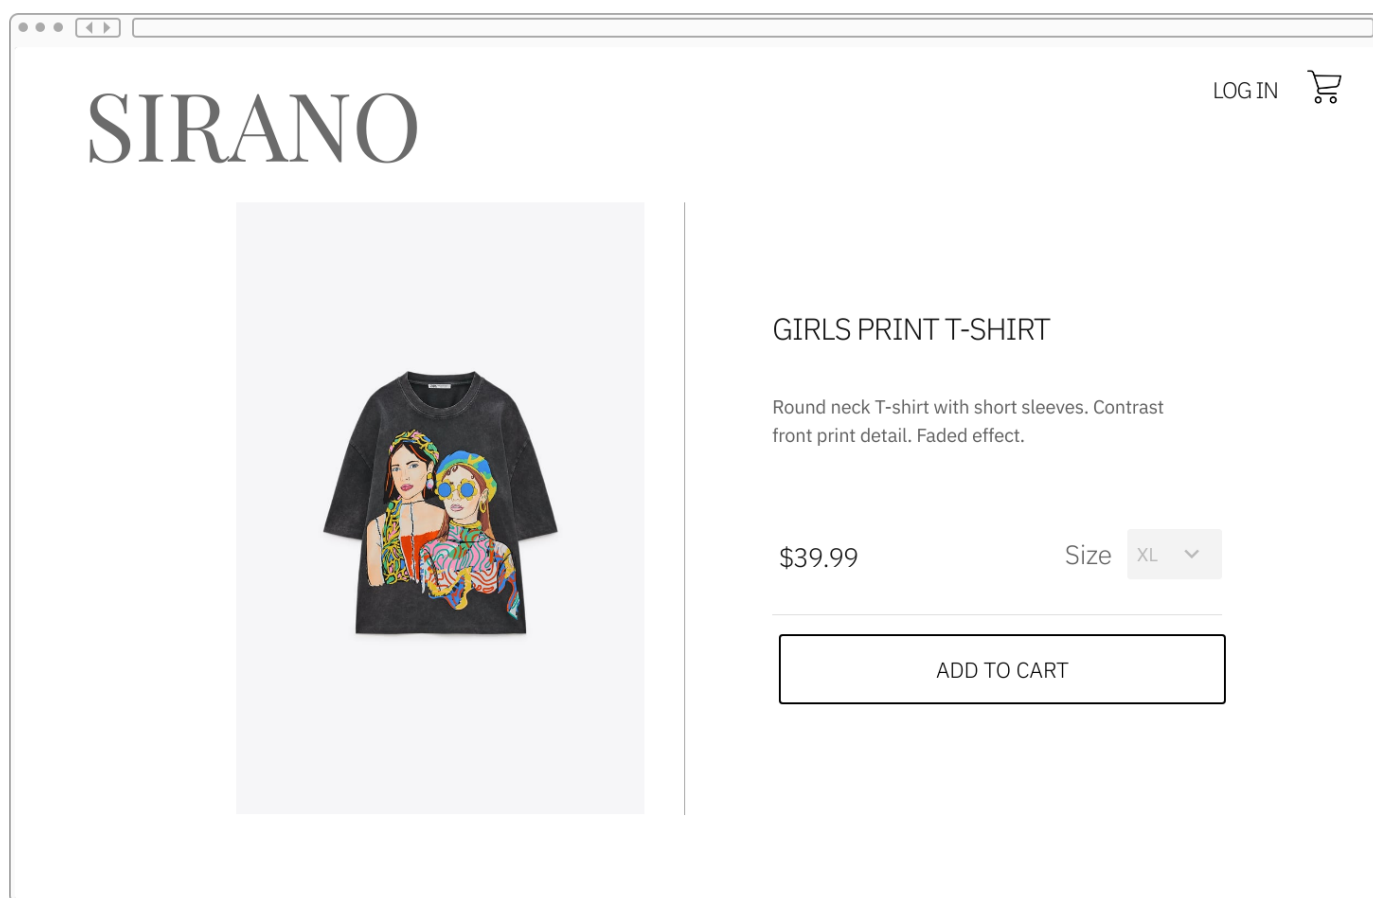 SIRANO
LOG IN
GIRLS PRINT T-SHIRT
Round neck T-shirt with short sleeves. Contrast
front print detail. Faded effect.
$39.99
Size
XL
ADD TO CART